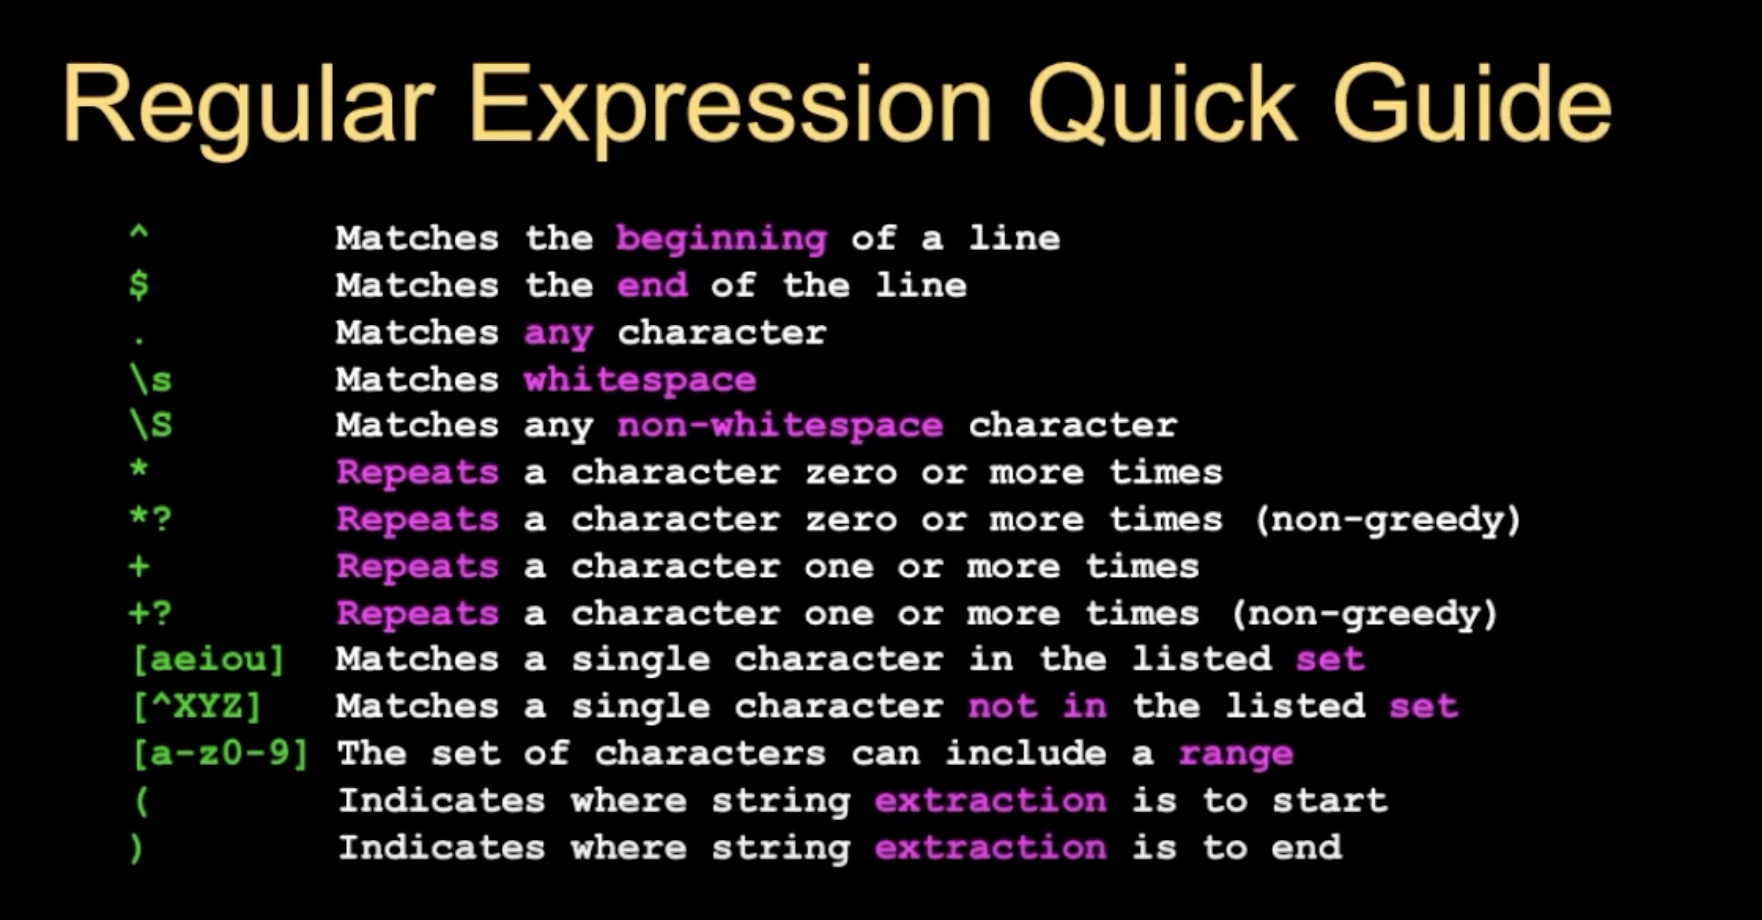 Regular Expression Quick Guide
^ Matches the beginning of a line
$ Matches the end of the line
. Matches any character
\s Matches whitespace
\S Matches any non-whitespace character
* Repeats a character zero or more times
*? Repeats a character zero or more times (non-greedy)
+ Repeats a character one or more times
+? Repeats a character one or more times (non-greedy)
[aeiou] Matches a single character in the listed set
[^XYZ] Matches a single character not in the listed set
[a-z0-9] The set of characters can include a range
( Indicates where string extraction is to start
) Indicates where string extraction is to end